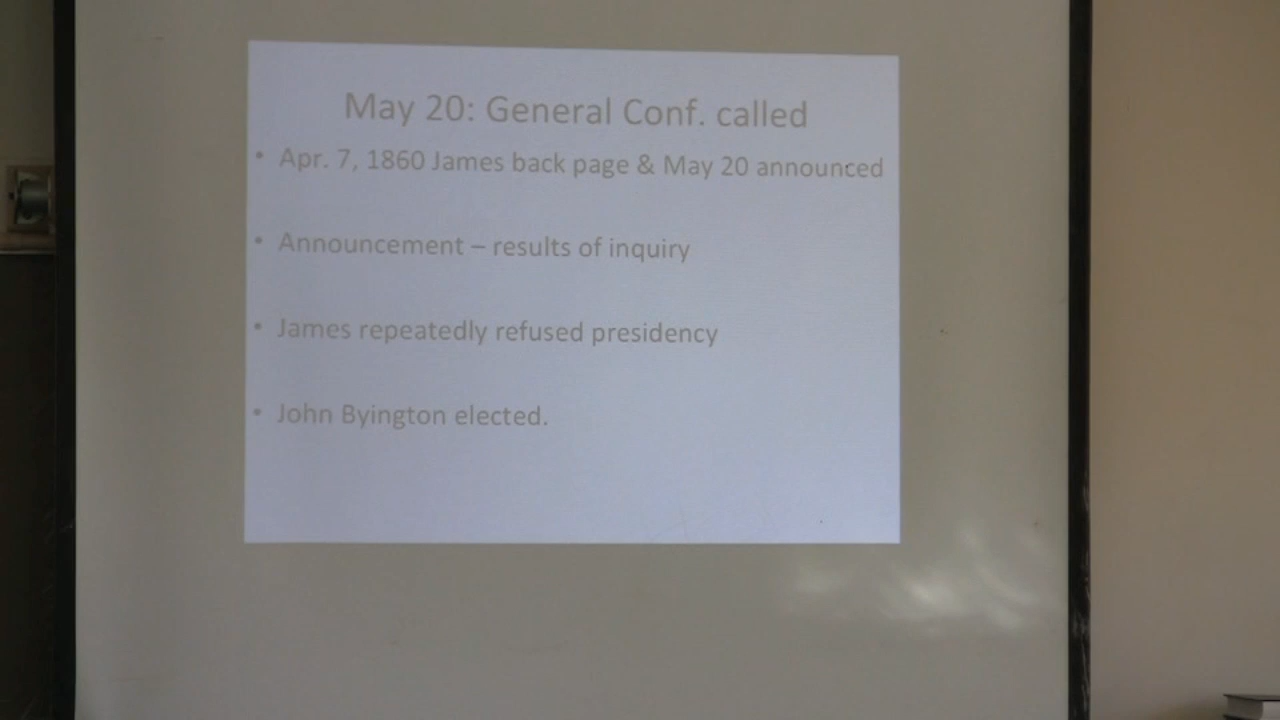 May 20: General Conf. called
• Apr. 7, 1860 James back page & May 20 announced
• Announcement – results of inquiry
• James repeatedly refused presidency
• John Byington elected.